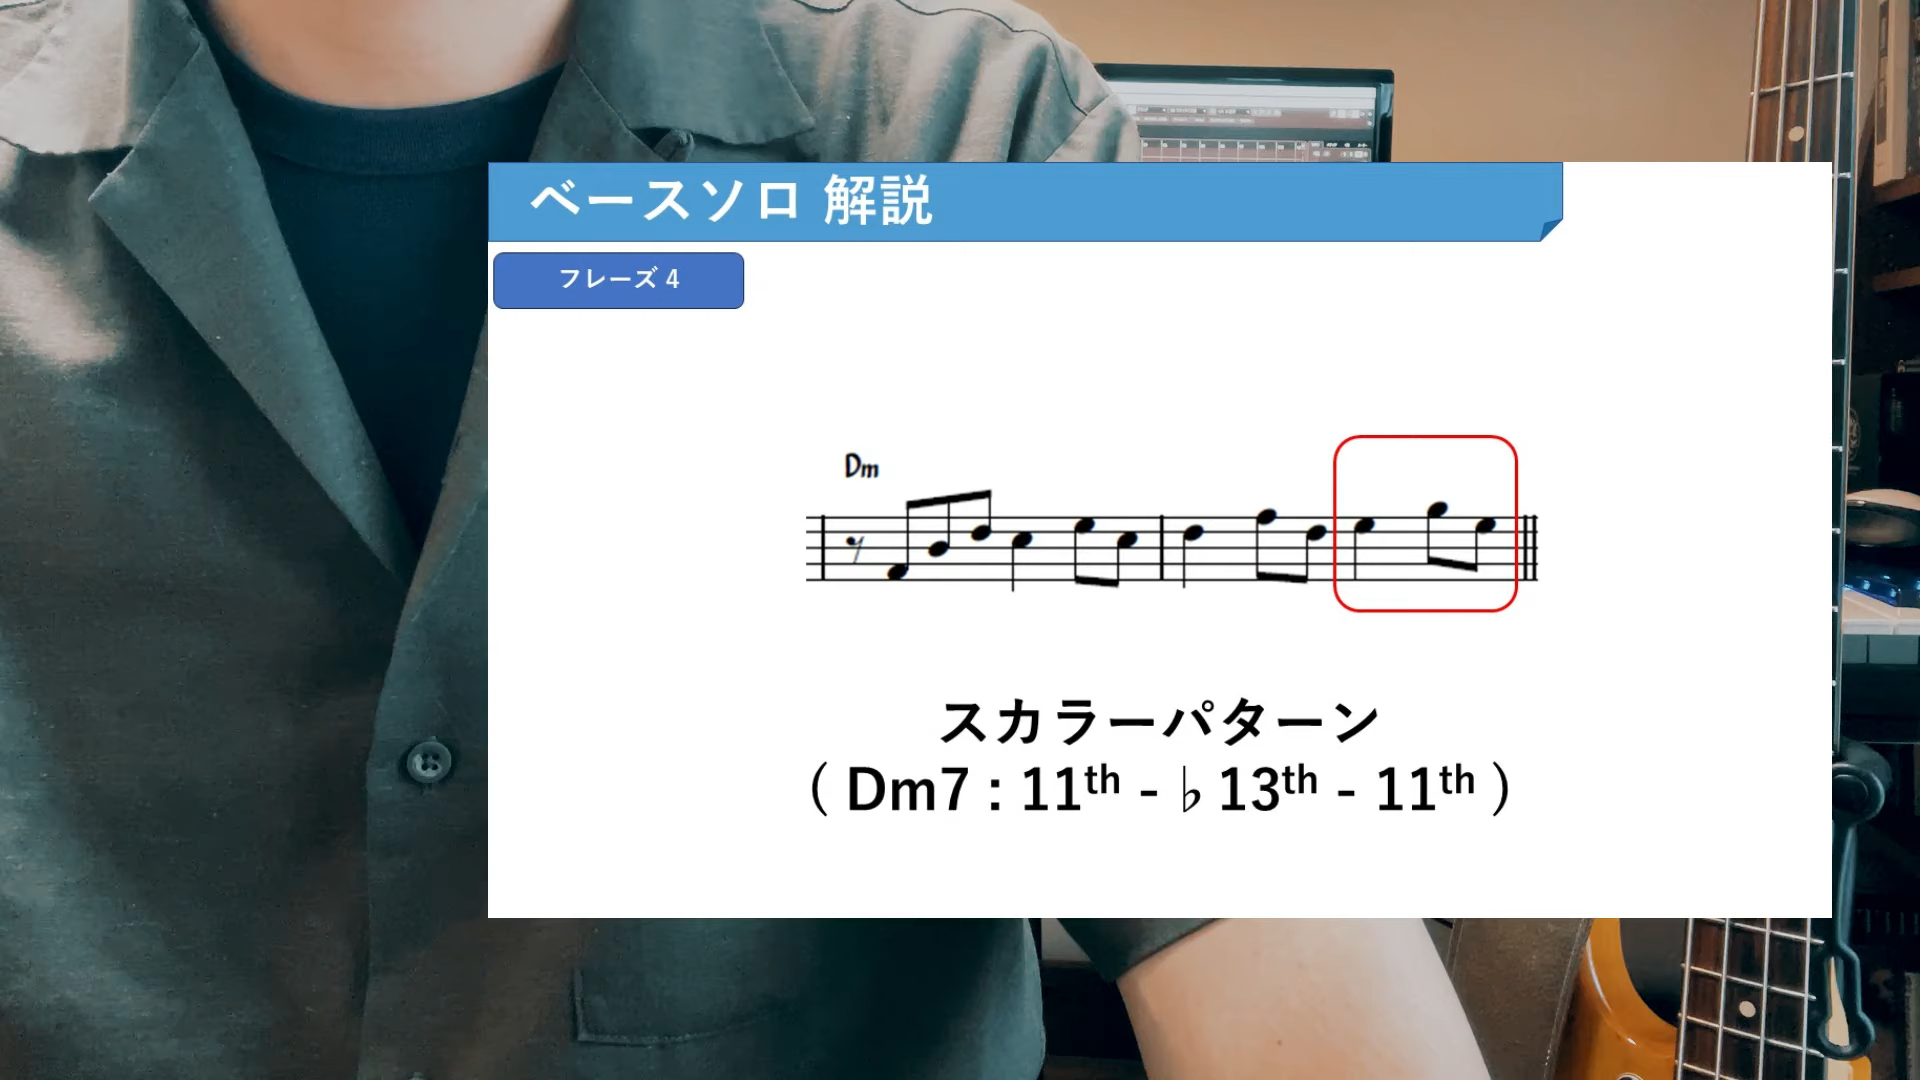 ベースソロ 解説
フレーズ 4
Dm
スカラーパターン
( Dm7 : 11th - ♭13th - 11th )